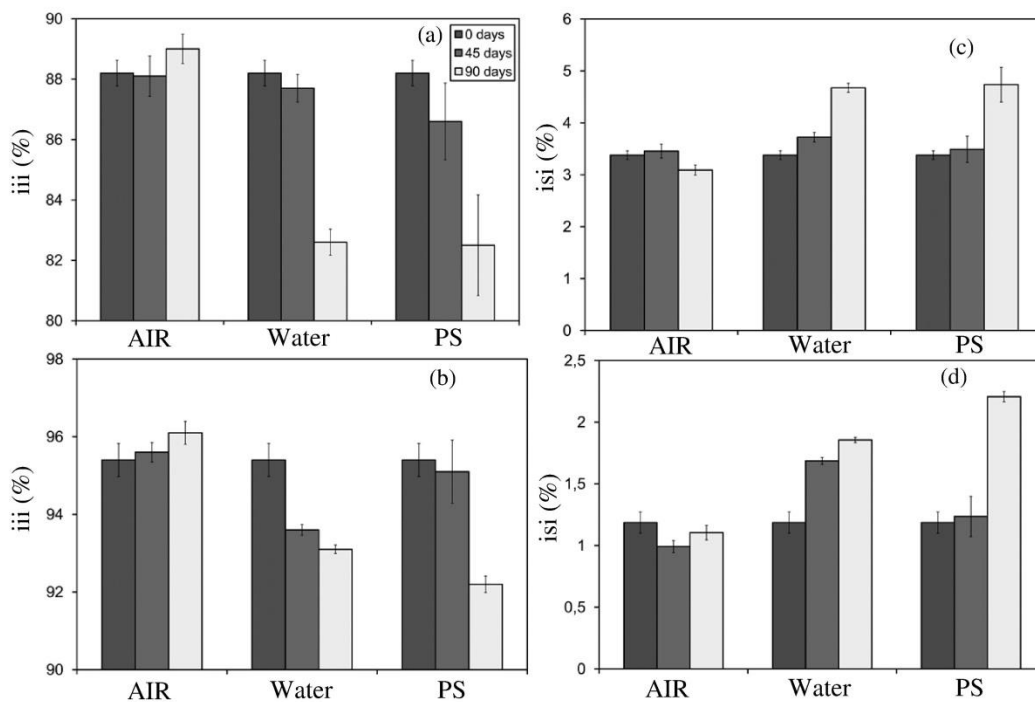 90
88
86
84
82
80
iii (%)
(a)
0 days
45 days
90 days
AIR Water PS
6
5
4
3
2
1
0
isi (%)
(c)
AIR Water PS
98
96
94
92
90
iii (%)
(b)
AIR Water PS
2,5
2
1,5
1
0,5
0
isi (%)
(d)
AIR Water PS